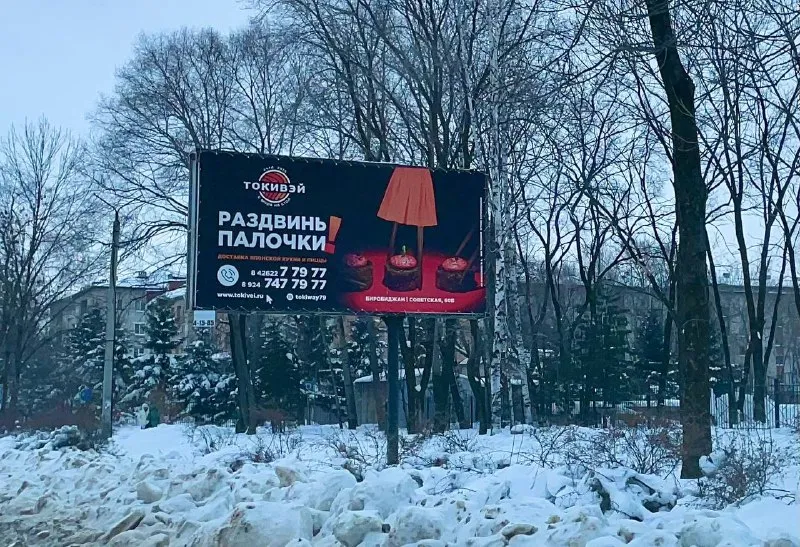 ТОКИВЭЙ
РАЗДВИНЬ
ПАЛОЧКИ!
ДОСТАВКА ЯПОНСКОЙ КУХНИ И ПИЦЦЫ
8 42622 7 79 77
8 924 747 79 77
www.tokivei.ru
tokiway79
БИРОБИДЖАН | СОВЕТСКАЯ, 60В